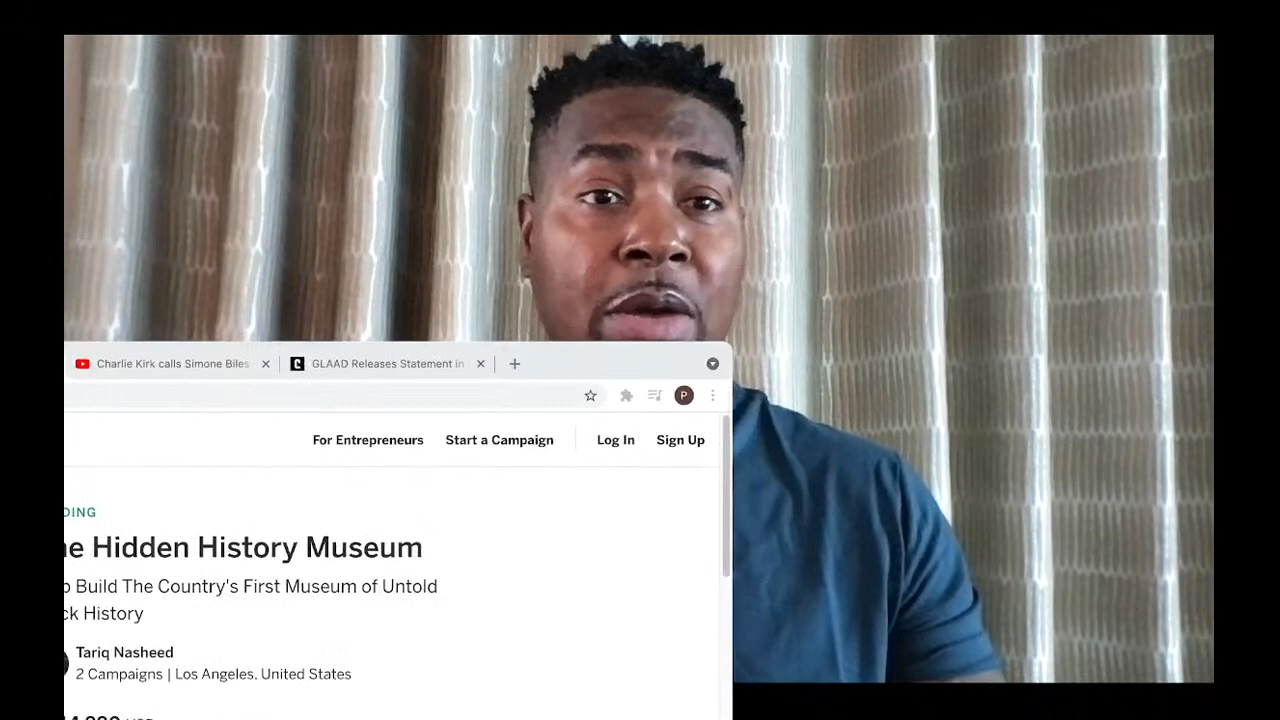 Charlie Kirk calls Simone Biles
GLAAD Releases Statement in
P
For Entrepreneurs
Start a Campaign
Log In
Sign Up
DING
Hidden History Museum
Build The Country's First Museum of Untold
History
Tariq Nasheed
2 Campaigns | Los Angeles, United States